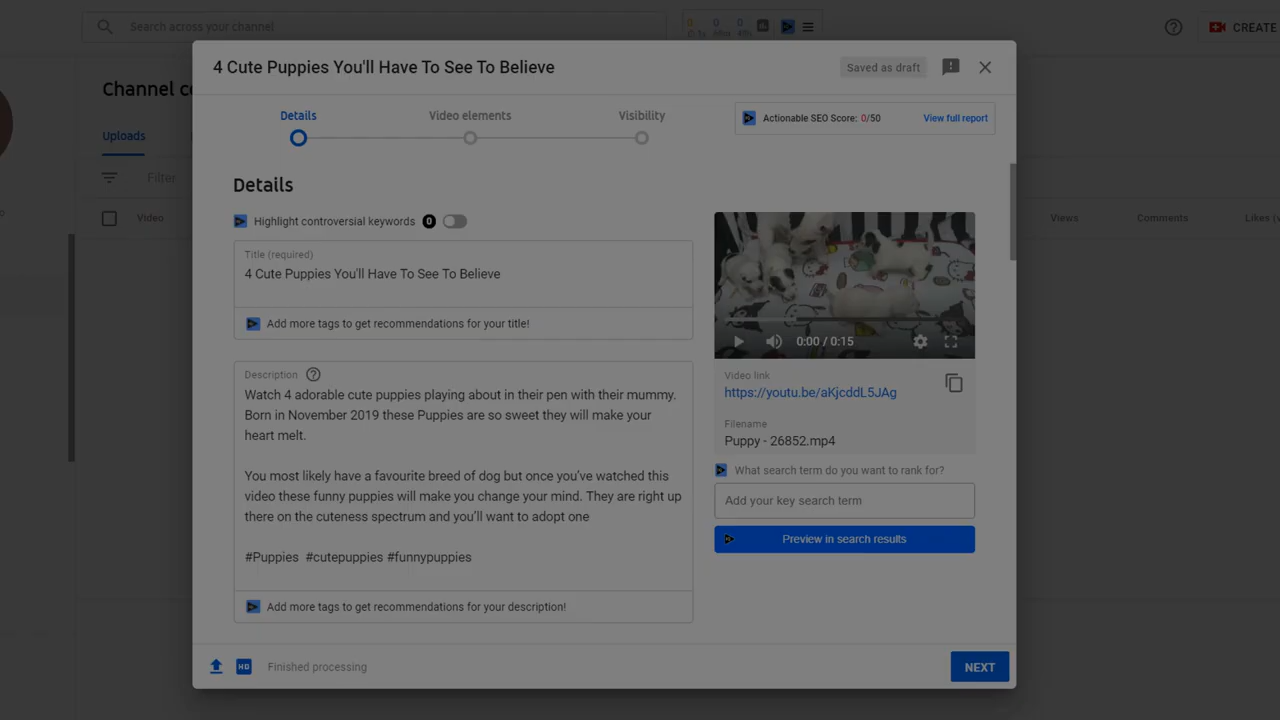 Search across your channel
0 0 0
CREATE
4 Cute Puppies You'll Have To See To Believe
Saved as draft
Channel co
Details
Video elements
Visibility
Actionable SEO Score: 0/50
View full report
Uploads
Filter
Details
Video
Highlight controversial keywords 0
Views
Comments
Likes (v
Title (required)
4 Cute Puppies You'll Have To See To Believe
Add more tags to get recommendations for your title!
0:00 / 0:15
Description
Watch 4 adorable cute puppies playing about in their pen with their mummy.
Born in November 2019 these Puppies are so sweet they will make your
heart melt.
You most likely have a favourite breed of dog but once you've watched this
video these funny puppies will make you change your mind. They are right up
there on the cuteness spectrum and you'll want to adopt one
#Puppies #cutepuppies #funnypuppies
Add more tags to get recommendations for your description!
Video link
https://youtu.be/aKjcddL5JAg
Filename
Puppy - 26852.mp4
What search term do you want to rank for?
Add your key search term
Preview in search results
HD
Finished processing
NEXT